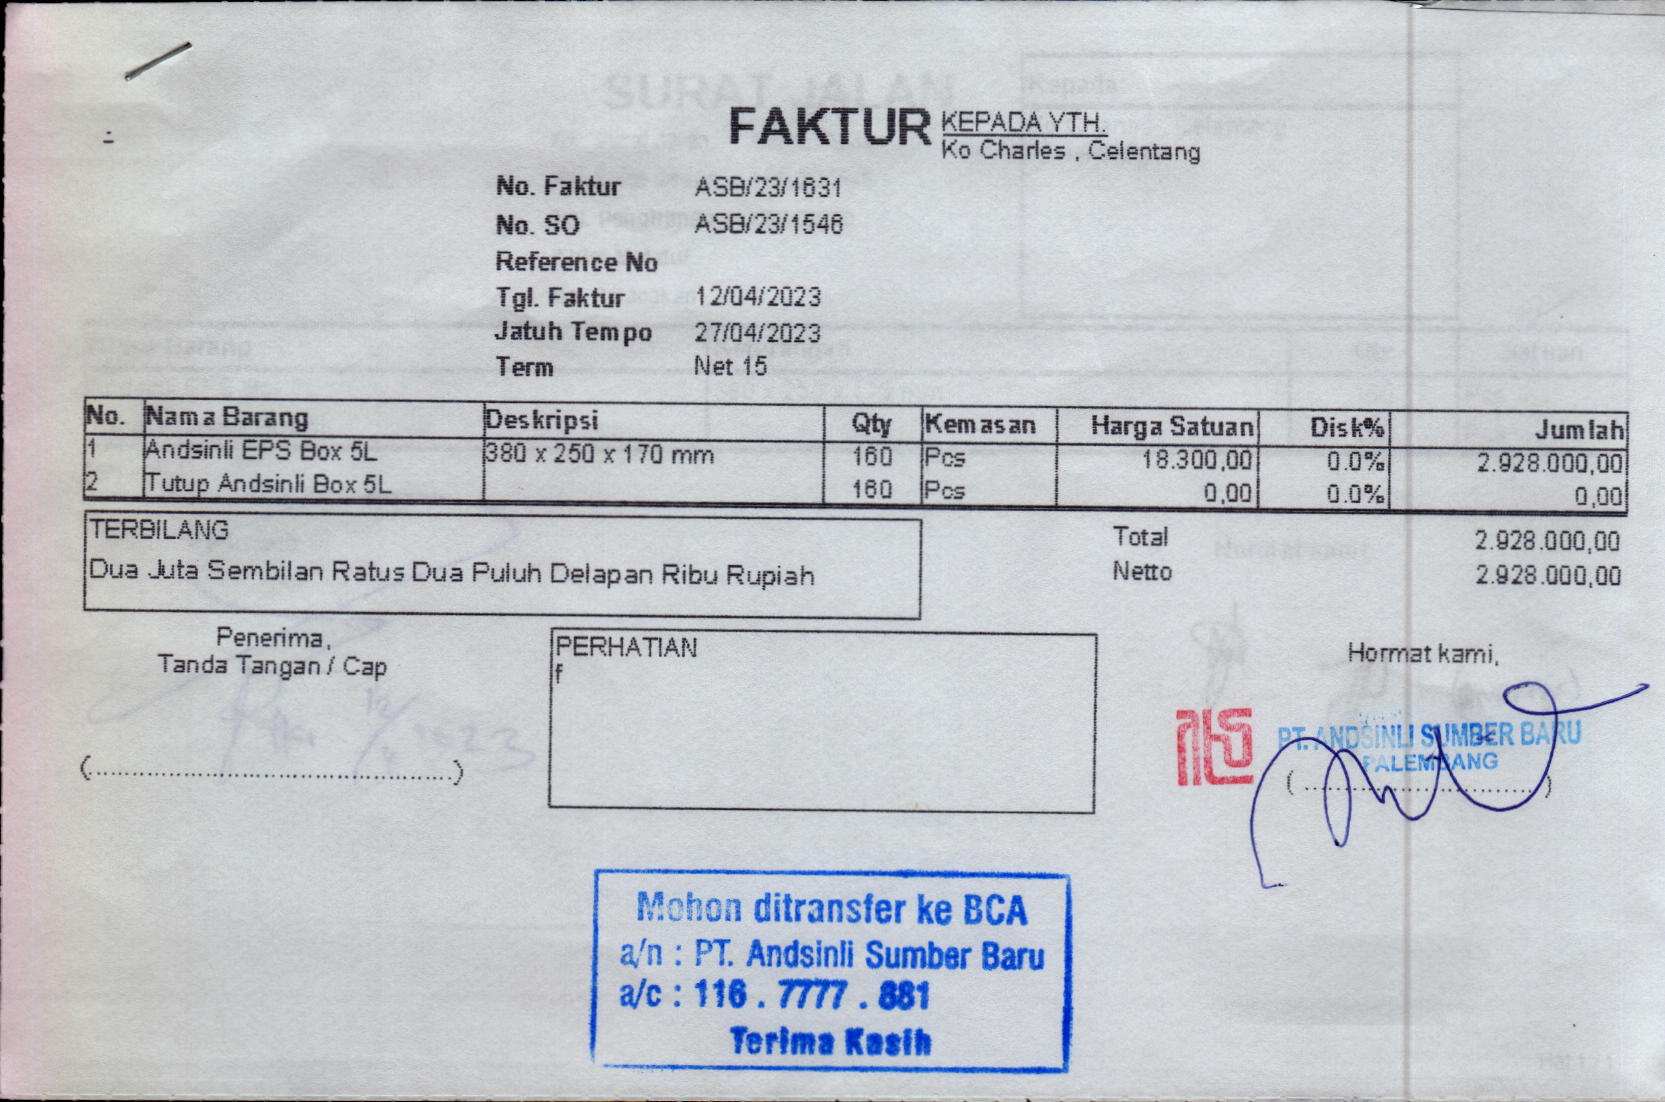 FAKTUR
KEPADA YTH.
Ko Charles , Celentang
No. Faktur ASB/23/1631
No. SO ASB/23/1546
Reference No
Tgl. Faktur 12/04/2023
Jatuh Tempo 27/04/2023
Term Net 15
No. Nama Barang Deskripsi Qty Kemasan Harga Satuan Disk% Jumlah
1 Andsinli EPS Box 5L 380 x 250 x 170 mm 160 Pcs 18.300,00 0.0% 2.928.000,00
2 Tutup Andsinli Box 5L 160 Pcs 0,00 0.0% 0,00
TERBILANG
Dua Juta Sembilan Ratus Dua Puluh Delapan Ribu Rupiah
Total 2.928.000,00
Netto 2.928.000,00
Penerima,
Tanda Tangan / Cap
(..............................................)
PERHATIAN
f
Hormat kami,
PT. ANDSINLI SUMBER BARU
PALEMBANG
(................................)
Mohon ditransfer ke BCA
a/n : PT. Andsinli Sumber Baru
a/c : 116 . 7777 . 881
Terima Kasih
SURAT JALAN
Kepada: